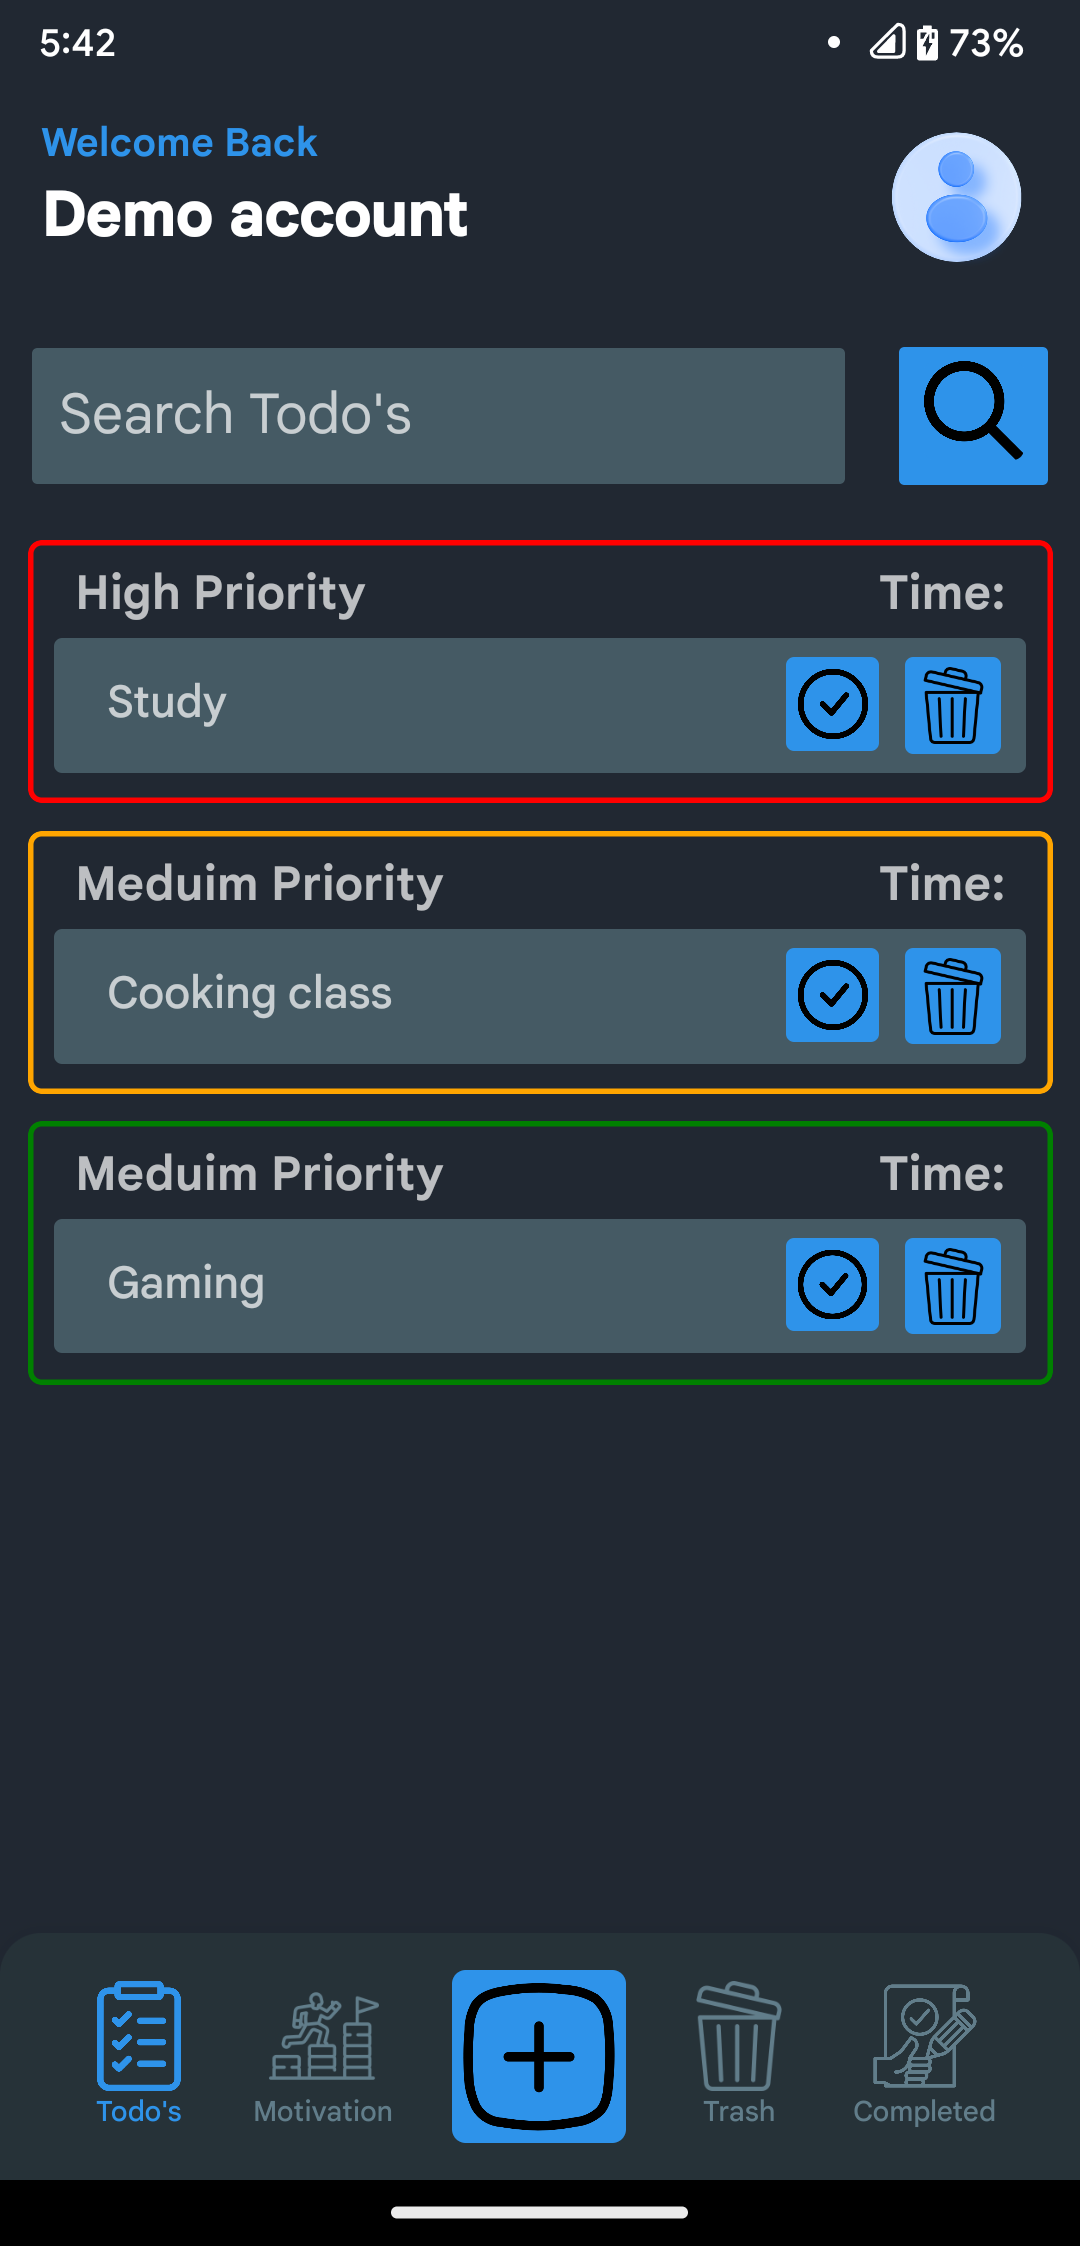 5:42
73%
Welcome Back
Demo account
Search Todo's
High Priority
Time:
Study
Meduim Priority
Time:
Cooking class
Meduim Priority
Time:
Gaming
Todo's
Motivation
Trash
Completed